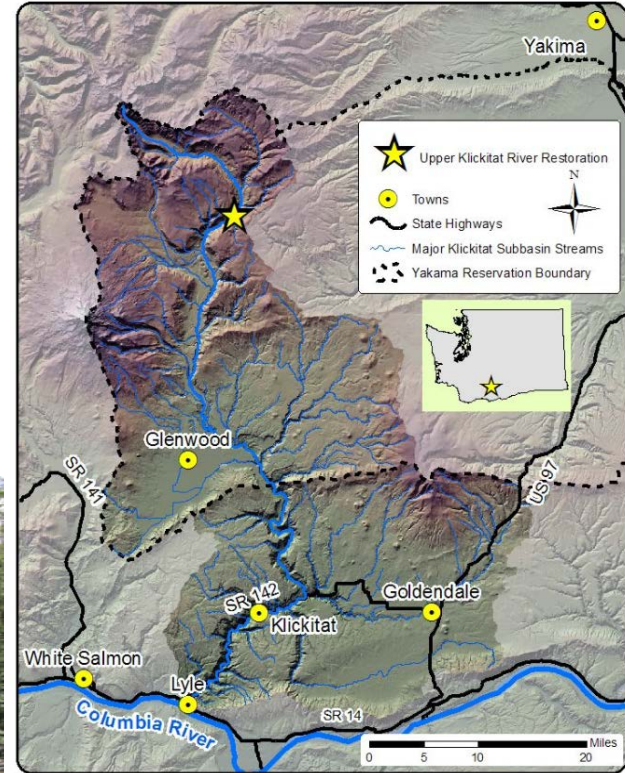 Yakima
Upper Klickitat River Restoration
N
Towns
State Highways
Major Klickitat Subbasin Streams
Yakama Reservation Boundary
Glenwood
SR 141
US 97
SR 142
Klickitat
Goldendale
White Salmon
Lyle
Columbia River
SR 14
Miles
0 5 10 20